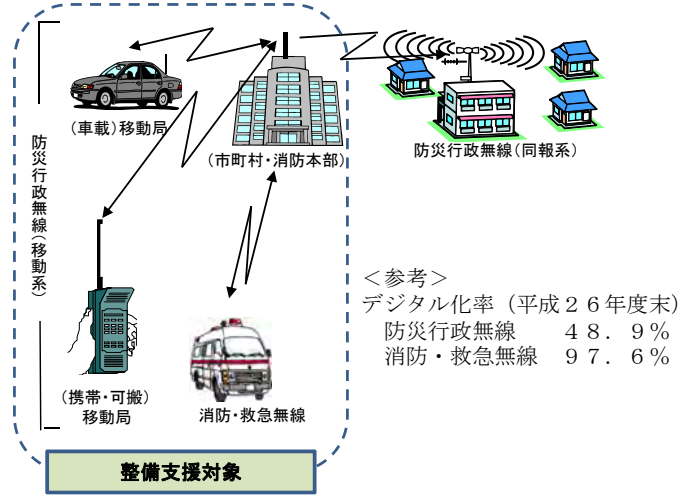 (車載)移動局
(市町村・消防本部)
防災行政無線(同報系)
防災行政無線(移動系)
<参考>
デジタル化率(平成26年度末)
防災行政無線 48.9%
消防・救急無線 97.6%
(携帯・可搬)
移動局
消防・救急無線
整備支援対象